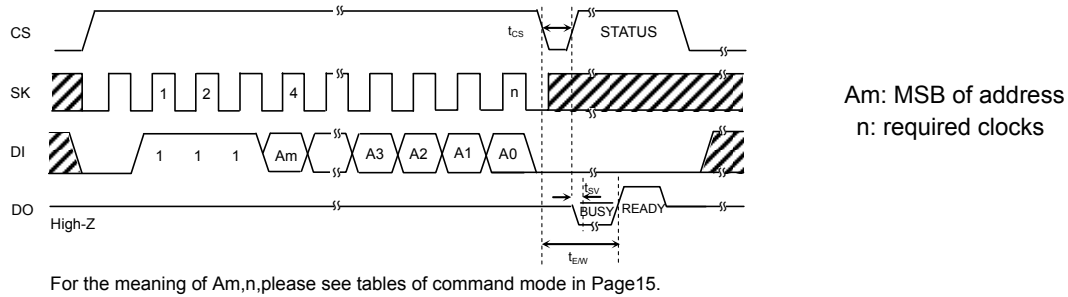 CS
tCS
STATUS
SK
1 2 4 n
Am: MSB of address
n: required clocks
DI
1 1 1 Am A3 A2 A1 A0
tSV
DO
BUSY READY
High-Z
tE/W
For the meaning of Am,n,please see tables of command mode in Page15.